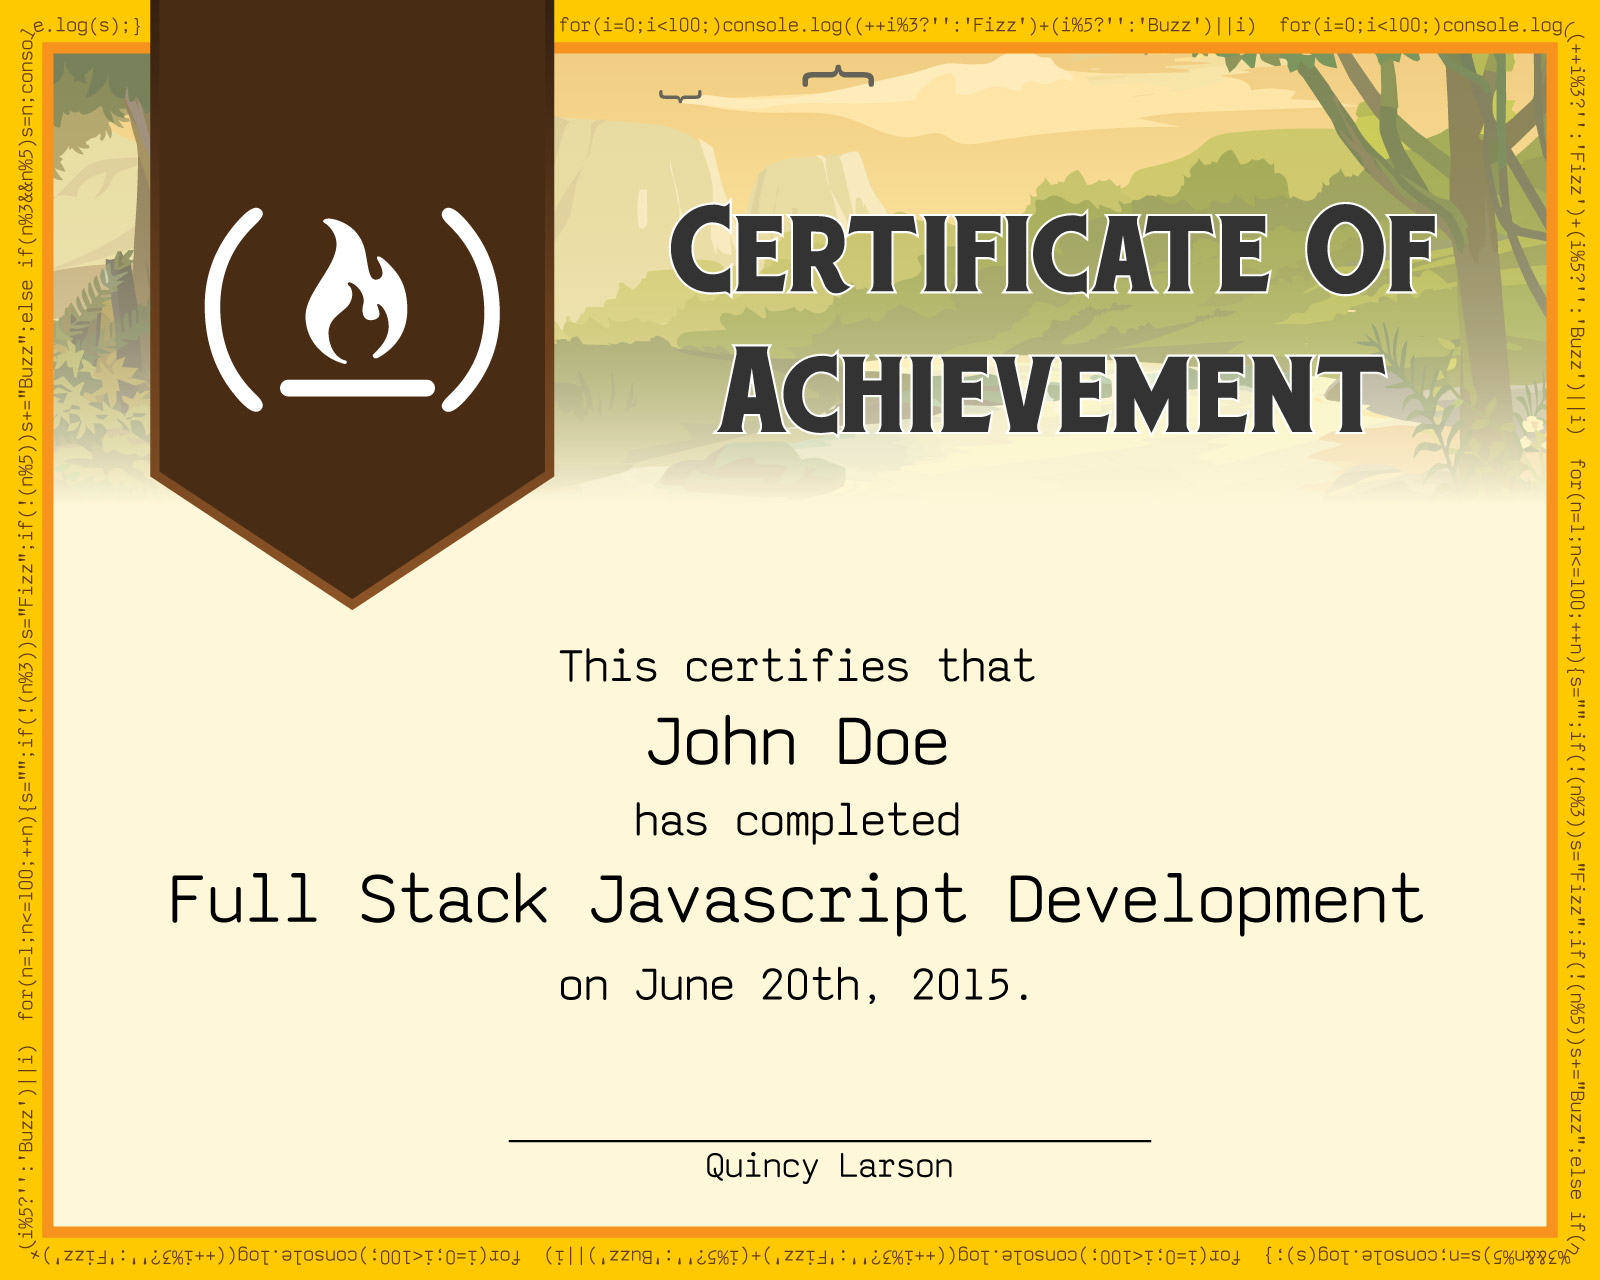 e.log(s);}
for(i=0;i<100;)console.log((++i%3?'':'Fizz')+(i%5?'':'Buzz')||i)  for(i=0;i<100;)console.log
((++i%3?'':'Fizz')+(i%5?'':'Buzz')||i)  for(n=1;n<=100;++n){s="";if(!(n%3))s="Fizz";if(!(n%5))s+="Buzz";else if(n
%3&&n%5)s=n;console.log(s);}  for(i=0;i<100;)console.log((++i%3?'':'Fizz')+(i%5?'':'Buzz')||i)  for(i=0;i<100;)console.log((++i%3?'':'Fizz')+
(i%5?'':'Buzz')||i)  for(n=1;n<=100;++n){s="";if(!(n%3))s="Fizz";if(!(n%5))s+="Buzz";else if(n%3&&n%5)s=n;consol
Certificate Of
Achievement
This certifies that
John Doe
has completed
Full Stack Javascript Development
on June 20th, 2015.
Quincy Larson